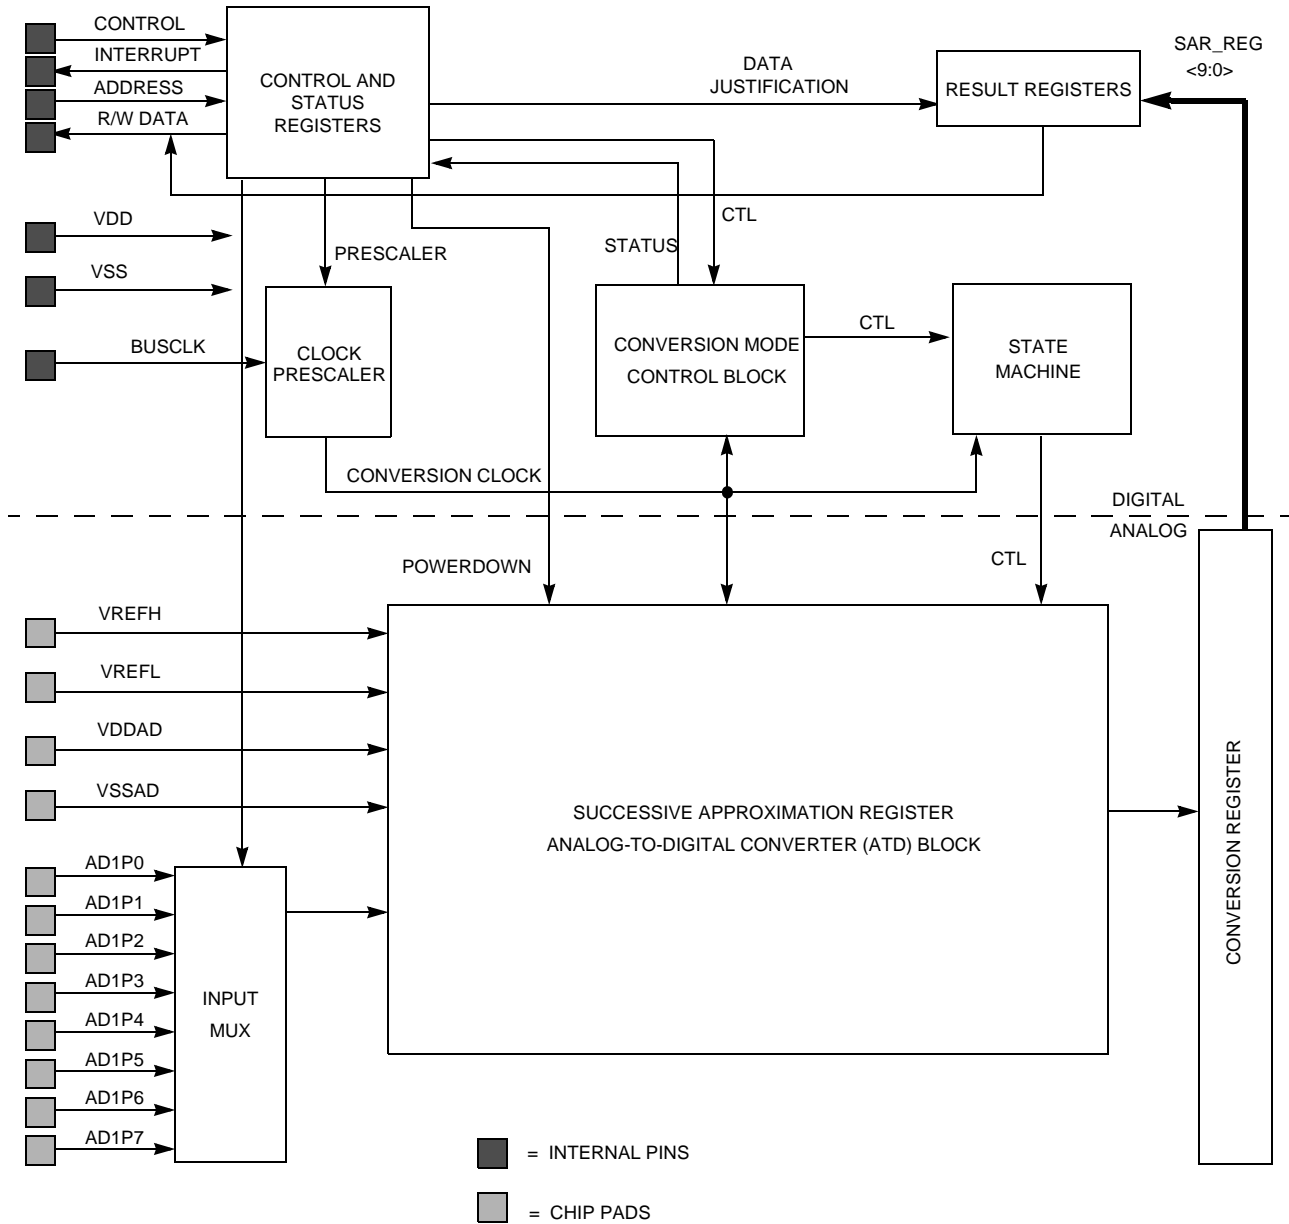 CONTROL
INTERRUPT
ADDRESS
R/W DATA
CONTROL AND
STATUS
REGISTERS
DATA
JUSTIFICATION
RESULT REGISTERS
SAR_REG
<9:0>
VDD
VSS
BUSCLK
PRESCALER
CLOCK
PRESCALER
STATUS
CTL
CONVERSION MODE
CONTROL BLOCK
CTL
STATE
MACHINE
CONVERSION CLOCK
DIGITAL
ANALOG
POWERDOWN
CTL
VREFH
VREFL
VDDAD
VSSAD
SUCCESSIVE APPROXIMATION REGISTER
ANALOG-TO-DIGITAL CONVERTER (ATD) BLOCK
CONVERSION REGISTER
AD1P0
AD1P1
AD1P2
AD1P3
AD1P4
AD1P5
AD1P6
AD1P7
INPUT
MUX
= INTERNAL PINS
= CHIP PADS